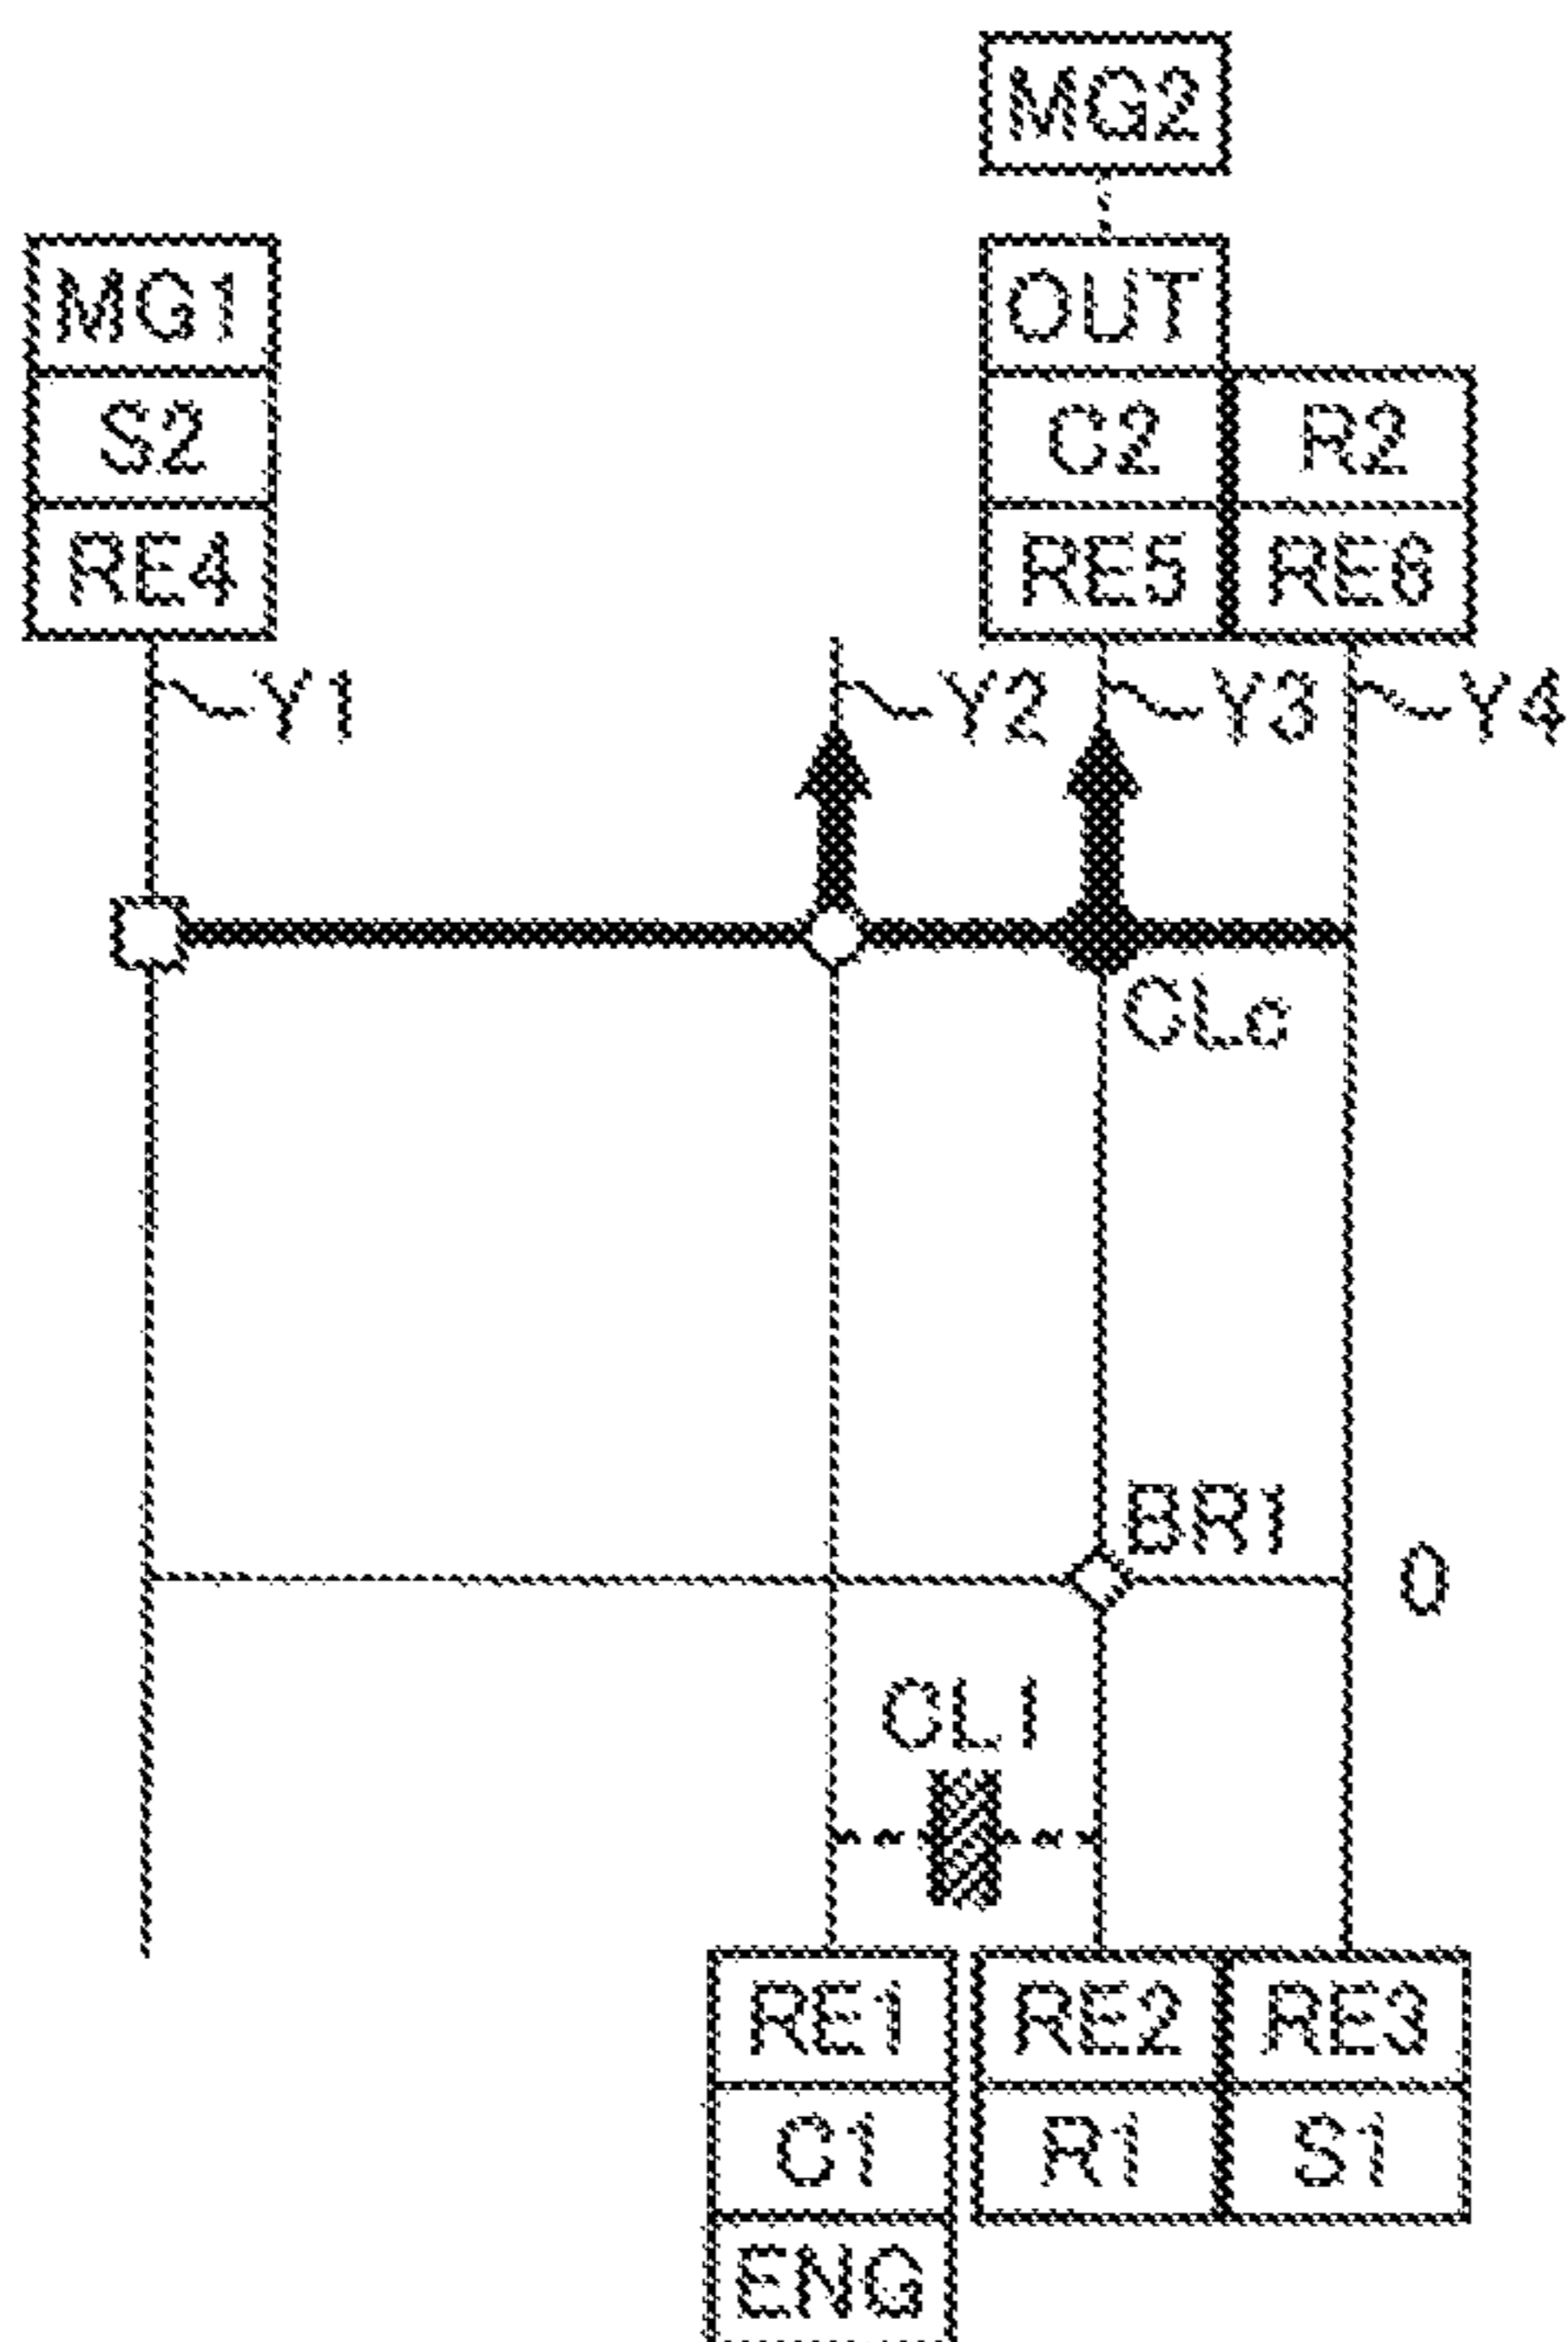 MG2
MG1
OUT
S2
C2
R2
RE4
RE5
RE6
Y1
Y2
Y3
Y4
CLc
BR1
0
CL1
RE1
RE2
RE3
C1
R1
S1
ENG